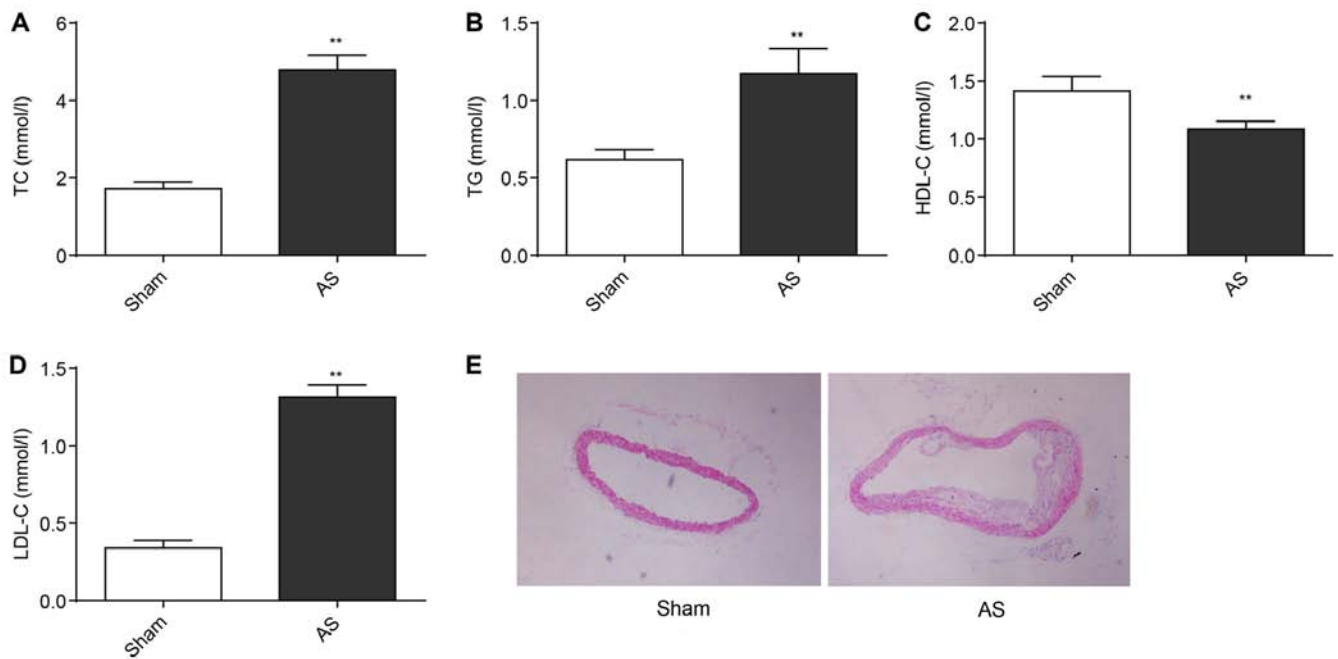 A
TC (mmol/l)
6
4
2
0
**
Sham
AS
B
TG (mmol/l)
1.5
1.0
0.5
0.0
**
Sham
AS
C
HDL-C (mmol/l)
2.0
1.5
1.0
0.5
0.0
**
Sham
AS
D
LDL-C (mmol/l)
1.5
1.0
0.5
0.0
**
Sham
AS
E
Sham
AS